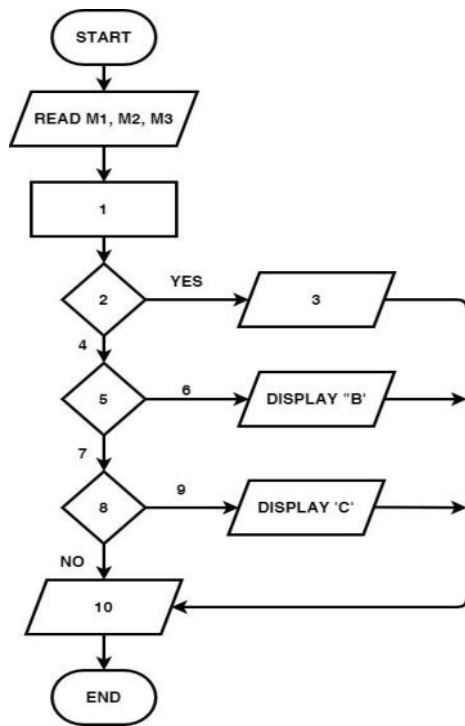 START
READ M1, M2, M3
1
2
YES
3
4
5
6
DISPLAY "B'
7
8
9
DISPLAY 'C'
NO
10
END